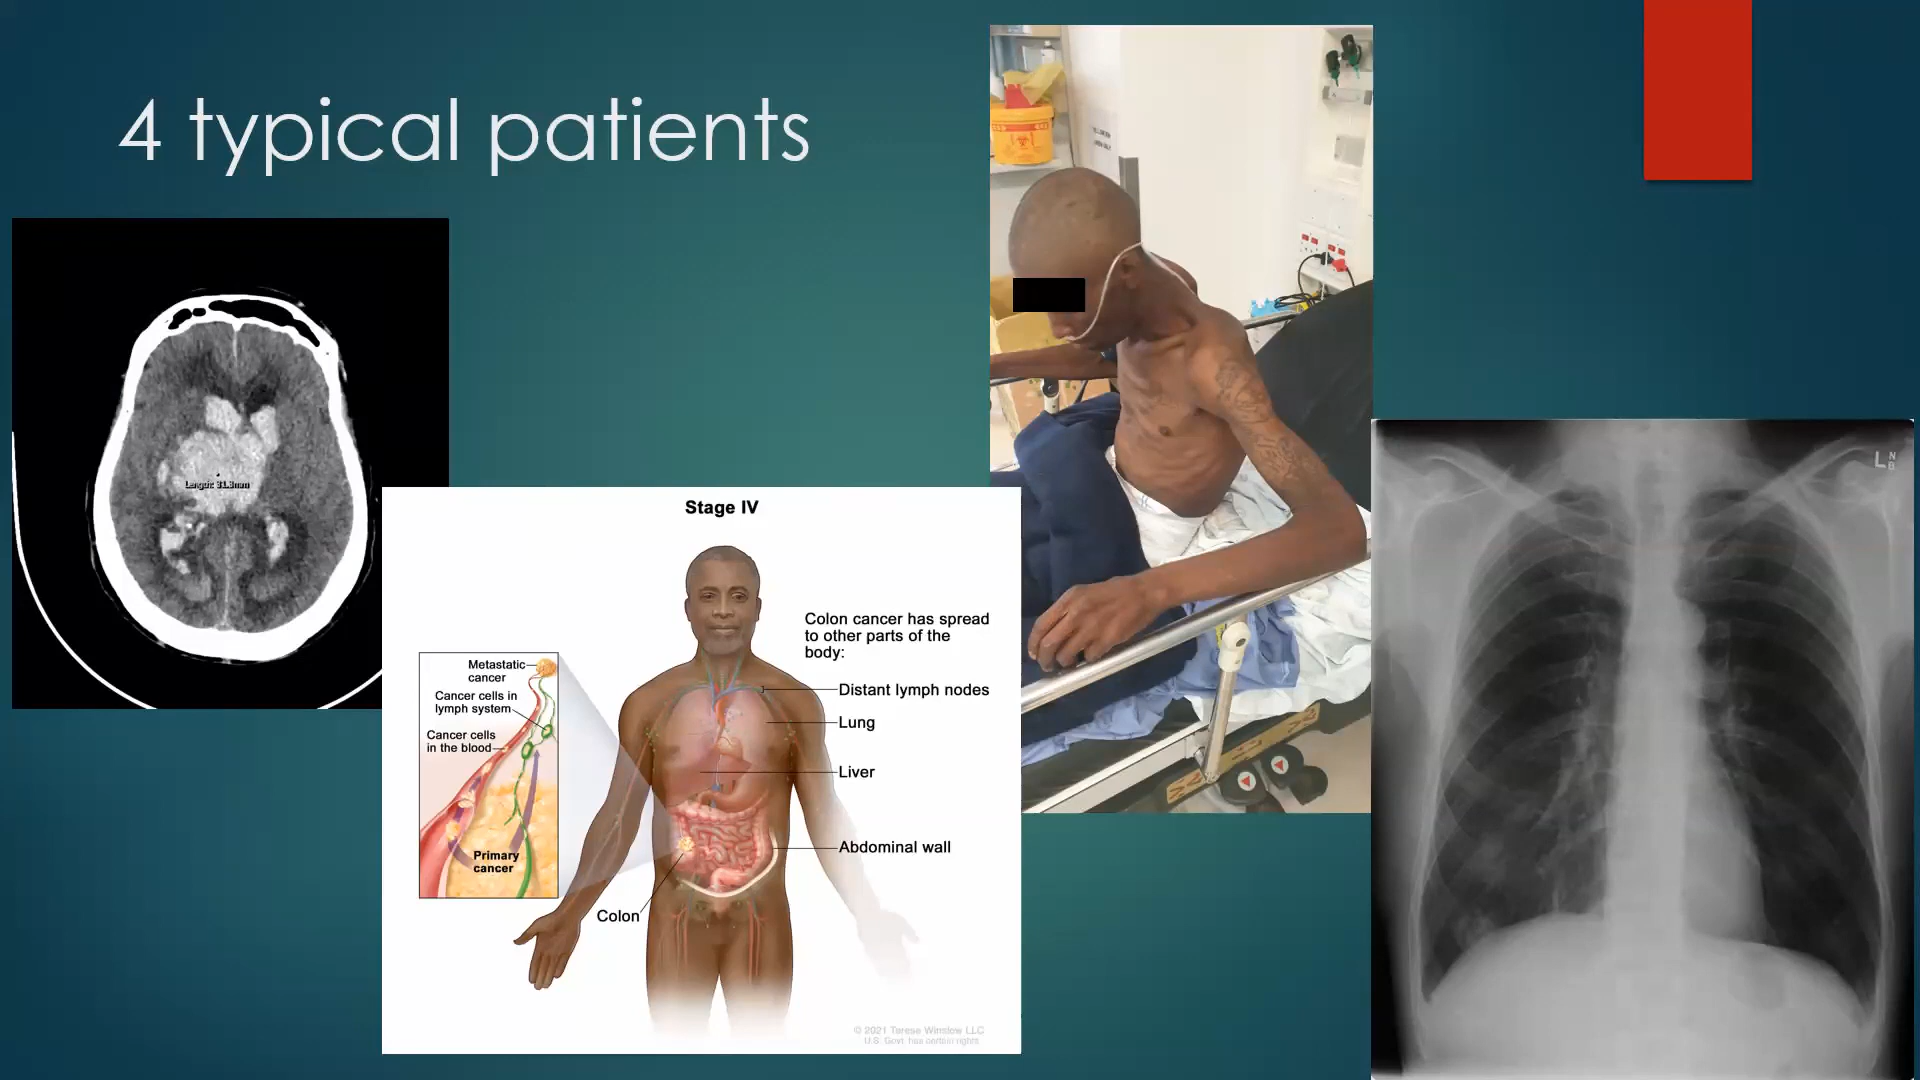 4 typical patients
Length: 31.3mm
Stage IV
Colon cancer has spread
to other parts of the
body:
Metastatic
cancer
Cancer cells in
lymph system
Cancer cells
in the blood
Primary
cancer
Distant lymph nodes
Lung
Liver
Abdominal wall
Colon
© 2021 Terese Winslow LLC
U.S. Govt. has certain rights
L N
B